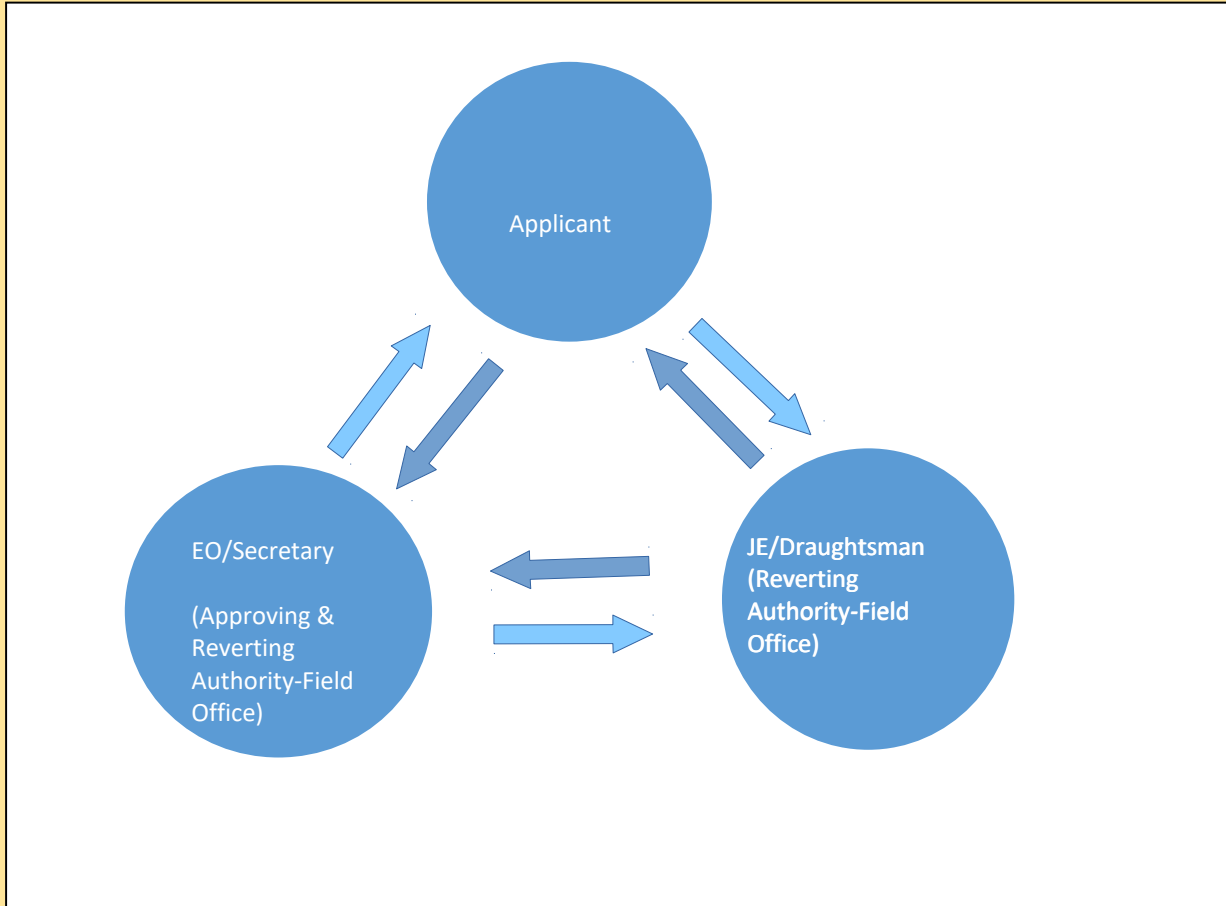 Applicant
EO/Secretary
(Approving &
Reverting
Authority-Field
Office)
JE/Draughtsman
(Reverting
Authority-Field
Office)